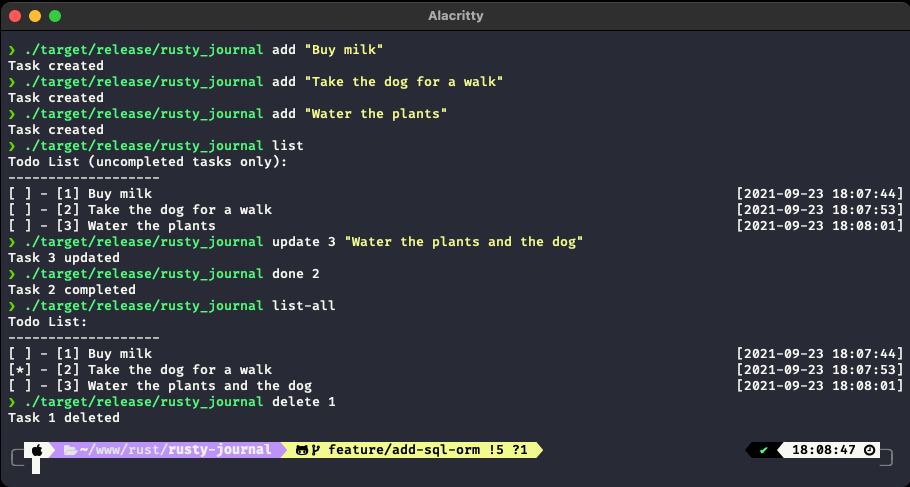 Alacritty
❯ ./target/release/rusty_journal add "Buy milk"
Task created
❯ ./target/release/rusty_journal add "Take the dog for a walk"
Task created
❯ ./target/release/rusty_journal add "Water the plants"
Task created
❯ ./target/release/rusty_journal list
Todo List (uncompleted tasks only):
-------------------
[ ] - [1] Buy milk [2021-09-23 18:07:44]
[ ] - [2] Take the dog for a walk [2021-09-23 18:07:53]
[ ] - [3] Water the plants [2021-09-23 18:08:01]
❯ ./target/release/rusty_journal update 3 "Water the plants and the dog"
Task 3 updated
❯ ./target/release/rusty_journal done 2
Task 2 completed
❯ ./target/release/rusty_journal list-all
Todo List:
-------------------
[ ] - [1] Buy milk [2021-09-23 18:07:44]
[*] - [2] Take the dog for a walk [2021-09-23 18:07:53]
[ ] - [3] Water the plants and the dog [2021-09-23 18:08:01]
❯ ./target/release/rusty_journal delete 1
Task 1 deleted
~/www/rust/rusty-journal feature/add-sql-orm !5 ?1 ✔ 18:08:47